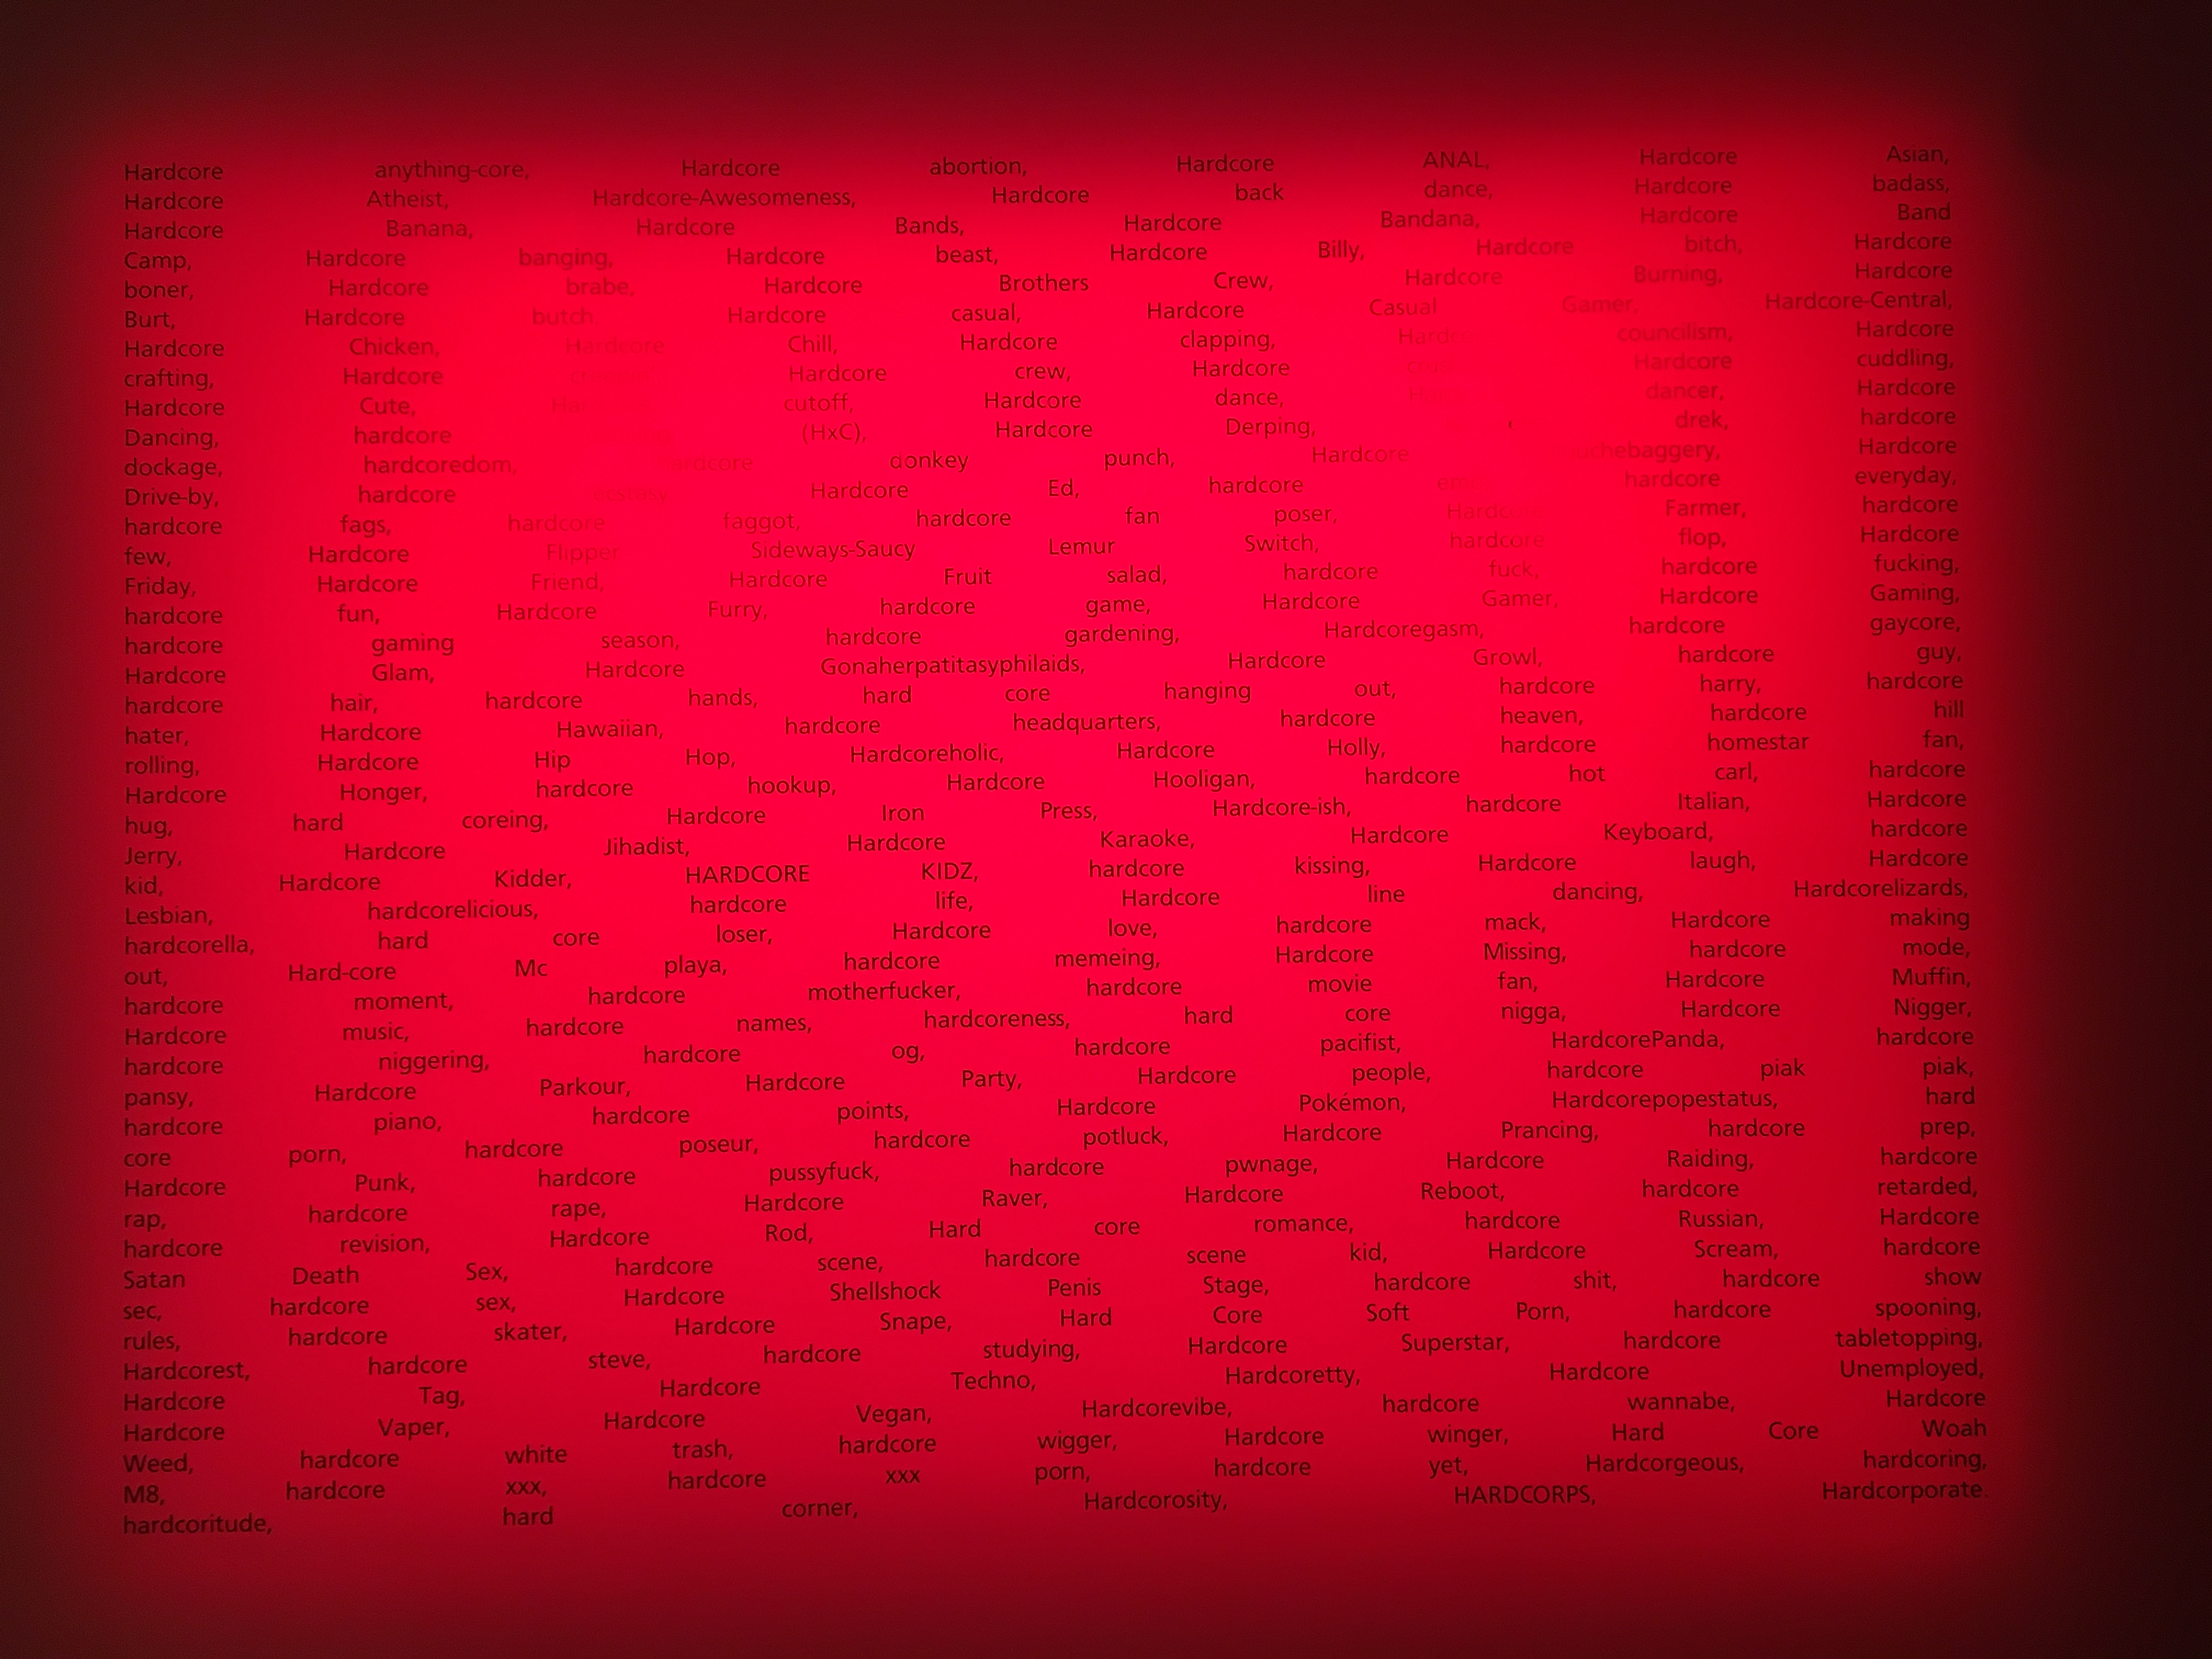 Hardcore anything-core, Hardcore abortion, Hardcore ANAL, Hardcore Asian,
Hardcore Atheist, Hardcore-Awesomeness, Hardcore back dance, Hardcore badass,
Hardcore Banana, Hardcore Bands, Hardcore Bandana, Hardcore Band
Camp, Hardcore banging, Hardcore beast, Hardcore Billy, Hardcore bitch, Hardcore
boner, Hardcore brabe, Hardcore Brothers Crew, Hardcore Burning, Hardcore
Burt, Hardcore butch, Hardcore casual, Hardcore Casual Gamer, Hardcore-Central,
Hardcore Chicken, Hardcore Chill, Hardcore clapping, councilism, Hardcore
crafting, Hardcore Hardcore crew, Hardcore Hardcore cuddling,
Hardcore Cute, cutoff, Hardcore dance, dancer, Hardcore
Dancing, hardcore (HxC), Hardcore Derping, drek, hardcore
dockage, hardcoredom, hardcore donkey punch, Hardcore Hardcore
Drive-by, hardcore ecstasy Hardcore Ed, hardcore hardcore everyday,
hardcore fags, hardcore faggot, hardcore fan poser, Hardcore Farmer, hardcore
few, Hardcore Flipper Sideways-Saucy Lemur Switch, hardcore flop, Hardcore
Friday, Hardcore Friend, Hardcore Fruit salad, hardcore fuck, hardcore fucking,
hardcore fun, Hardcore Furry, hardcore game, Hardcore Gamer, Hardcore Gaming,
hardcore gaming season, hardcore gardening, Hardcoregasm, hardcore gaycore,
Hardcore Glam, Hardcore Gonaherpatitasyphilaids, Hardcore Growl, hardcore guy,
hardcore hair, hardcore hands, hard core hanging out, hardcore harry, hardcore
hater, Hardcore Hawaiian, hardcore headquarters, hardcore heaven, hardcore hill
rolling, Hardcore Hip Hop, Hardcoreholic, Hardcore Holly, hardcore homestar fan,
Hardcore Honger, hardcore hookup, Hardcore Hooligan, hardcore hot carl, hardcore
hug, hard coreing, Hardcore Iron Press, Hardcore-ish, hardcore Italian, Hardcore
Jerry, Hardcore Jihadist, Hardcore Karaoke, Hardcore Keyboard, hardcore
kid, Hardcore Kidder, HARDCORE KIDZ, hardcore kissing, Hardcore laugh, Hardcore
Lesbian, hardcorelicious, hardcore life, Hardcore line dancing, Hardcorelizards,
hardcorella, hard core loser, Hardcore love, hardcore mack, Hardcore making
out, Hard-core Mc playa, hardcore memeing, Hardcore Missing, hardcore mode,
hardcore moment, hardcore motherfucker, hardcore movie fan, Hardcore Muffin,
Hardcore music, hardcore names, hardcoreness, hard core nigga, Hardcore Nigger,
hardcore niggering, hardcore og, hardcore pacifist, HardcorePanda, hardcore
pansy, Hardcore Parkour, Hardcore Party, Hardcore people, hardcore piak piak,
hardcore piano, hardcore points, Hardcore Pokémon, Hardcorepopestatus, hard
core porn, hardcore poseur, hardcore potluck, Hardcore Prancing, hardcore prep,
Hardcore Punk, hardcore pussyfuck, hardcore pwnage, Hardcore Raiding, hardcore
rap, hardcore rape, Hardcore Raver, Hardcore Reboot, hardcore retarded,
hardcore revision, Hardcore Rod, Hard core romance, hardcore Russian, Hardcore
Satan Death Sex, hardcore scene, hardcore scene kid, Hardcore Scream, hardcore
sec, hardcore sex, Hardcore Shellshock Penis Stage, hardcore shit, hardcore show
rules, hardcore skater, Hardcore Snape, Hard Core Soft Porn, hardcore spooning,
Hardcorest, hardcore steve, hardcore studying, Hardcore Superstar, hardcore tabletopping,
Hardcore Tag, Hardcore Techno, Hardcoretty, Hardcore Unemployed,
Hardcore Vaper, Hardcore Vegan, Hardcorevibe, hardcore wannabe, Hardcore
Weed, hardcore white trash, hardcore wigger, Hardcore winger, Hard Core Woah
M8, hardcore xxx, hardcore xxx porn, hardcore yet, Hardcorgeous, hardcoring,
hardcoritude, hard corner, Hardcorosity, HARDCORPS, Hardcorporate.